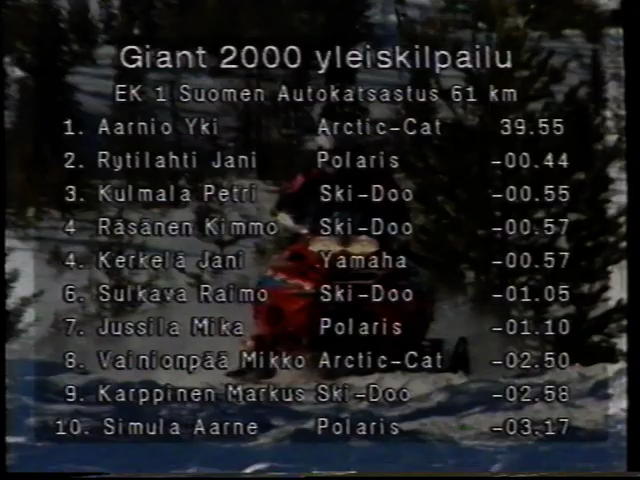 Giant 2000 yleiskilpailu
EK 1 Suomen Autokatsastus 61 km
1. Aarnio Yki Arctic-Cat 39.55
2. Rytilahti Jani Polaris -00.44
3. Kulmala Petri Ski-Doo -00.55
4 Räsänen Kimmo Ski-Doo -00.57
4. Kerkelä Jani Yamaha -00.57
6. Sulkava Raimo Ski-Doo -01.05
7. Jussila Mika Polaris -01.10
8. Vainionpää Mikko Arctic-Cat -02.50
9. Karppinen Markus Ski-Doo -02.58
10. Simula Aarne Polaris -03.17